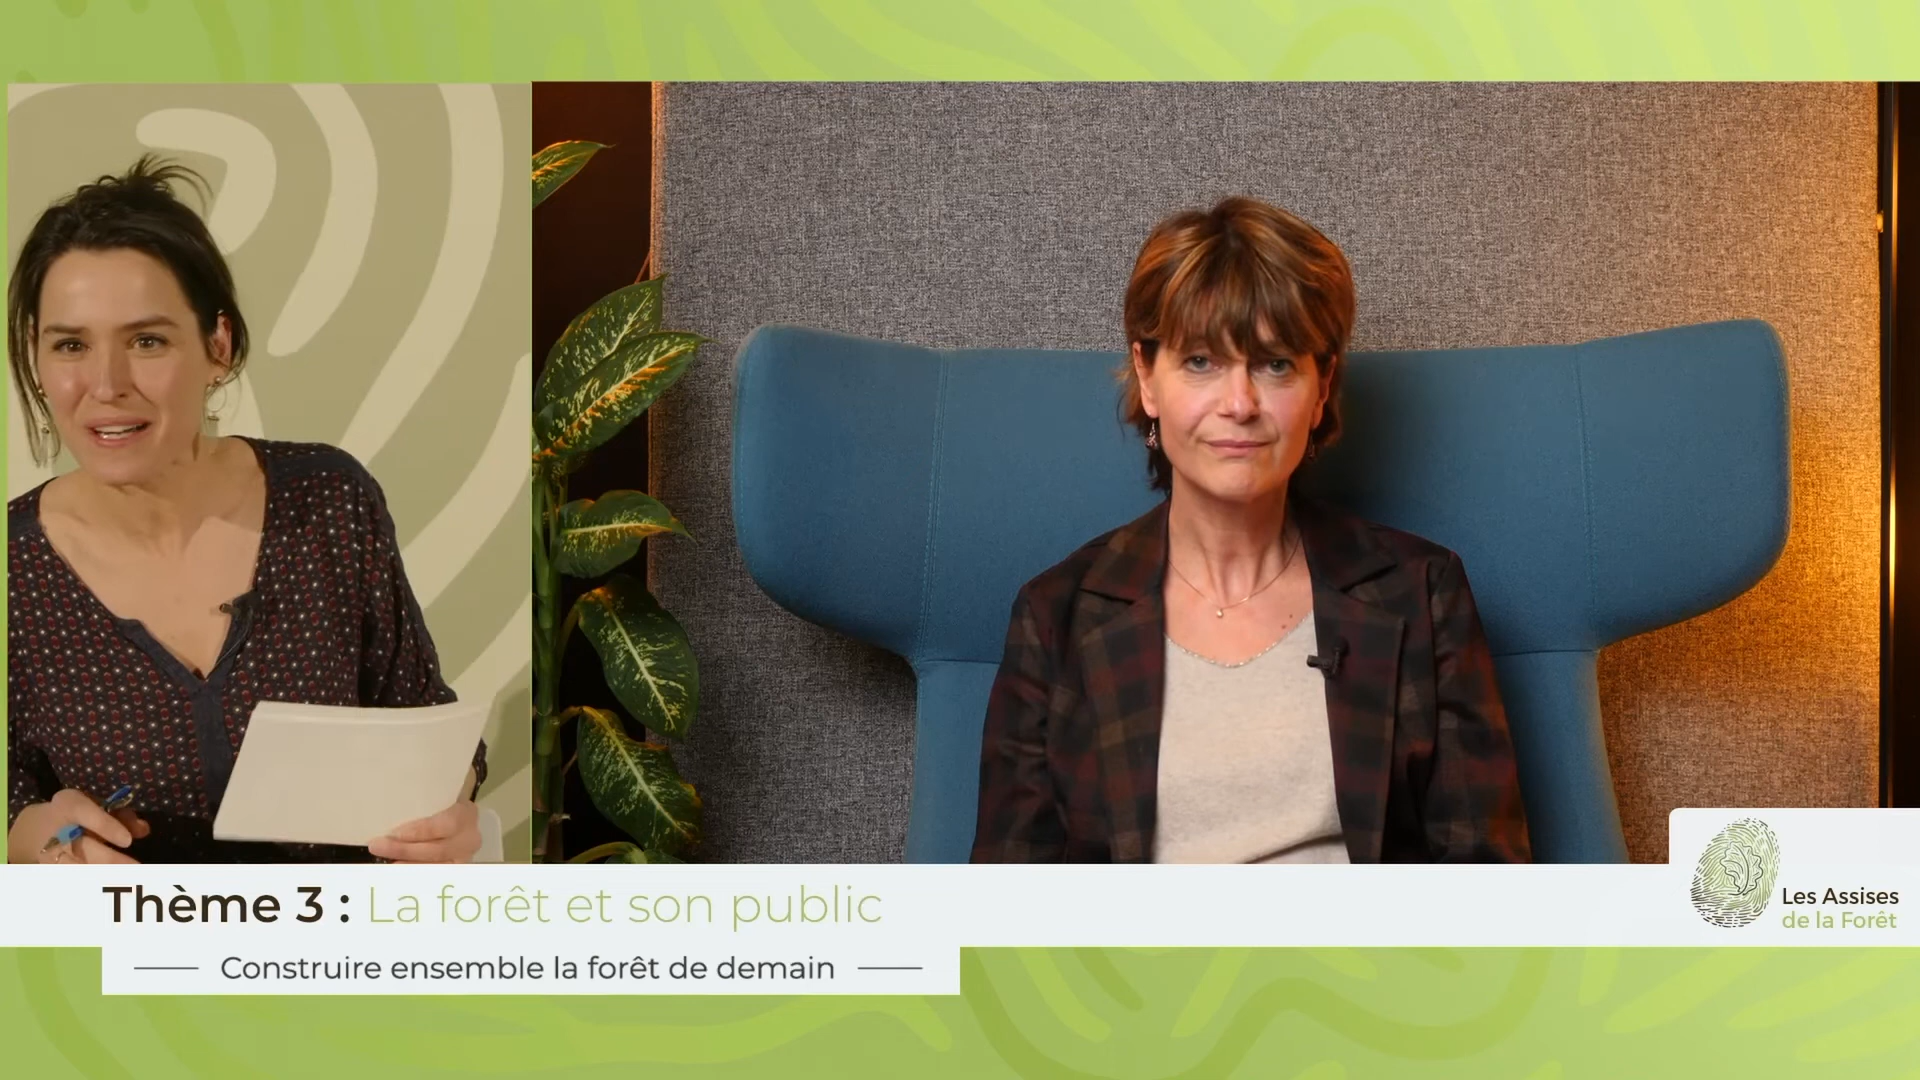 Thème 3 : La forêt et son public
Construire ensemble la forêt de demain
Les Assises
de la Forêt